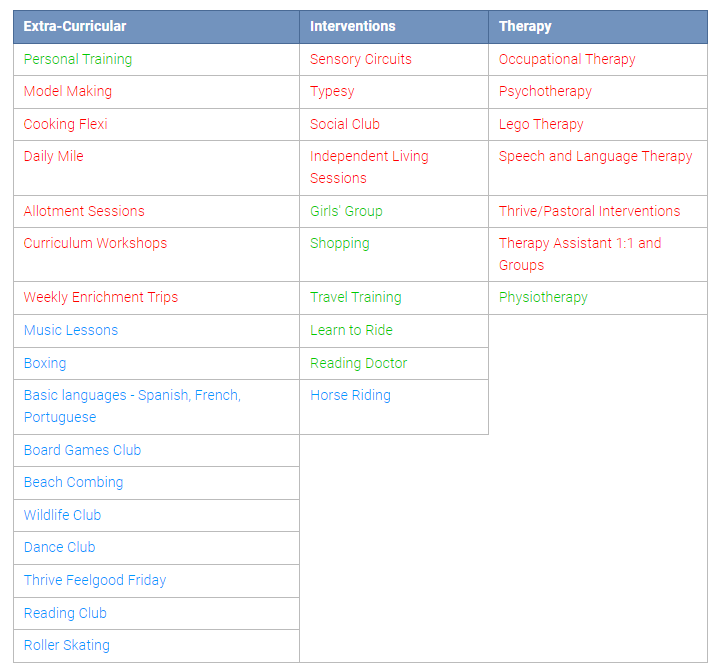 Extra-Curricular Interventions Therapy
Personal Training Sensory Circuits Occupational Therapy
Model Making Typesy Psychotherapy
Cooking Flexi Social Club Lego Therapy
Daily Mile Independent Living Speech and Language Therapy
Sessions
Allotment Sessions Girls' Group Thrive/Pastoral Interventions
Curriculum Workshops Shopping Therapy Assistant 1:1 and
Groups
Weekly Enrichment Trips Travel Training Physiotherapy
Music Lessons Learn to Ride
Boxing Reading Doctor
Basic languages - Spanish, French, Horse Riding
Portuguese
Board Games Club
Beach Combing
Wildlife Club
Dance Club
Thrive Feelgood Friday
Reading Club
Roller Skating